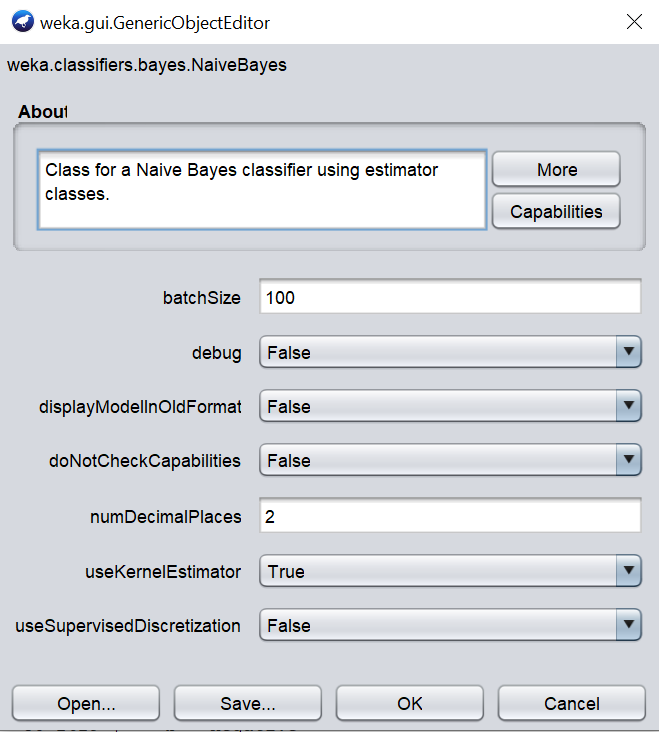 weka.gui.GenericObjectEditor
weka.classifiers.bayes.NaiveBayes
About
Class for a Naive Bayes classifier using estimator
classes.
More
Capabilities
batchSize 100
debug False
displayModelInOldFormat False
doNotCheckCapabilities False
numDecimalPlaces 2
useKernelEstimator True
useSupervisedDiscretization False
Open... Save... OK Cancel